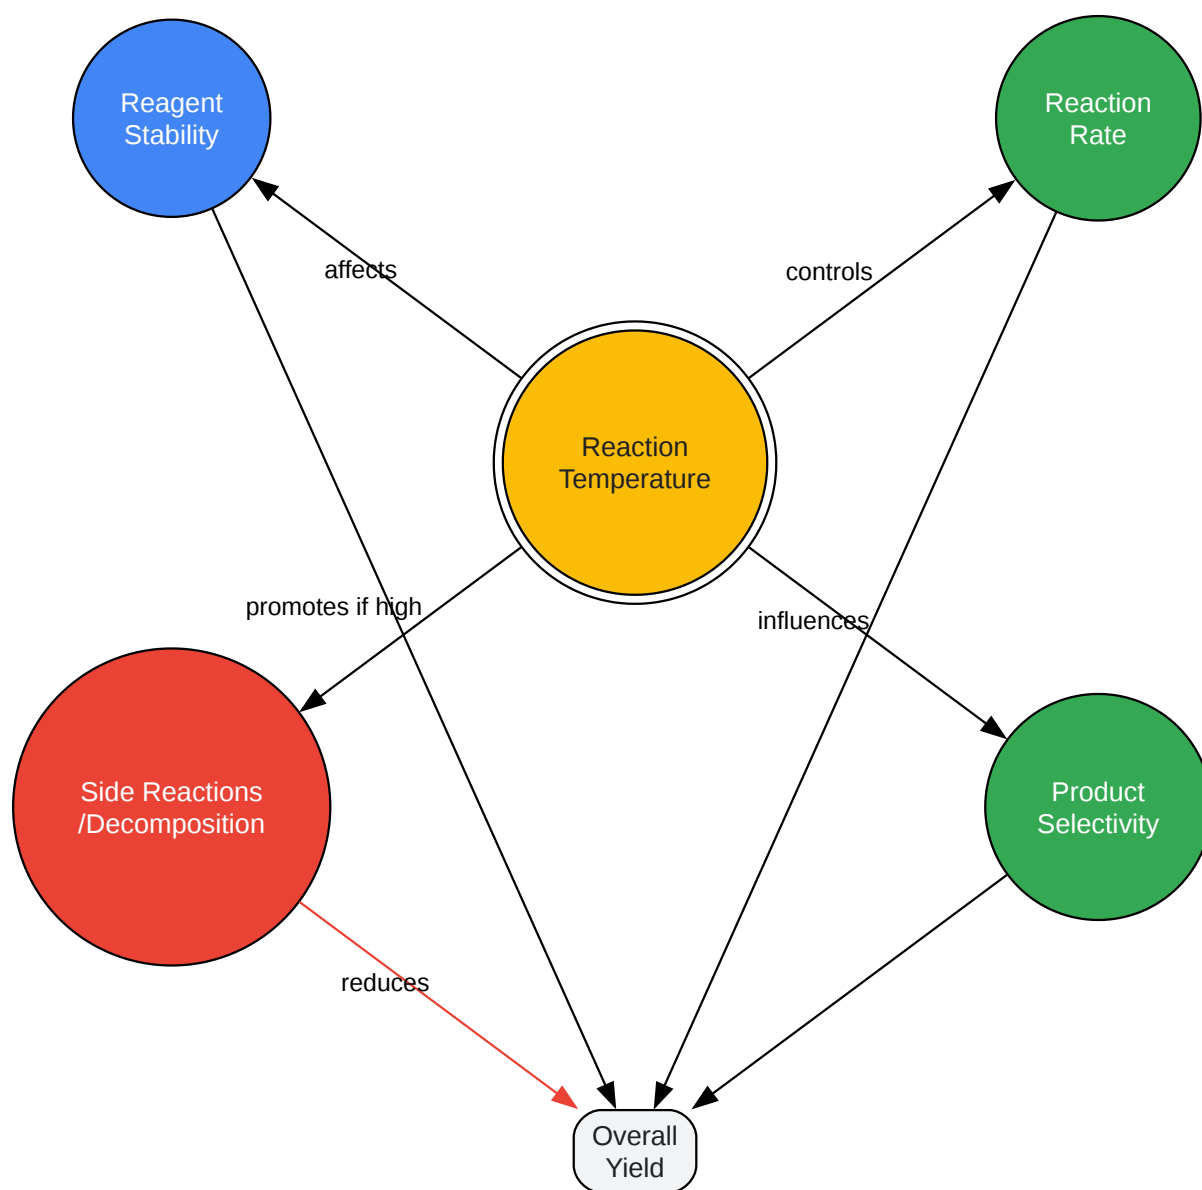 Reagent
Stability
Reaction
Rate
affects
controls
Reaction
Temperature
promotes if high
influences
Side Reactions
/Decomposition
Product
Selectivity
reduces
Overall
Yield